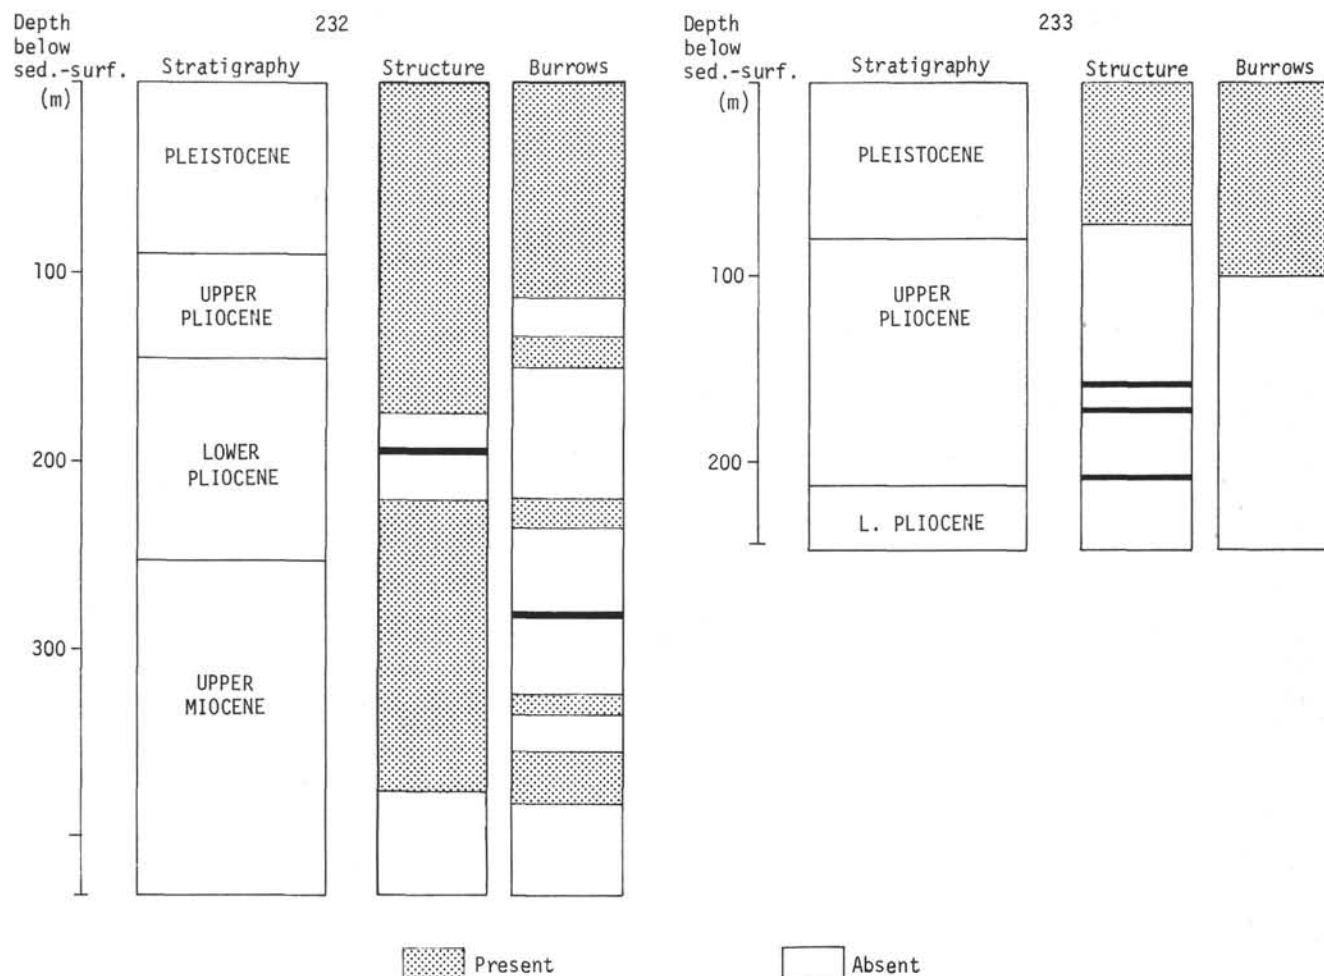 Depth
below
sed.-surf.
(m)
232
Stratigraphy
Structure
Burrows
PLEISTOCENE
100
UPPER
PLIOCENE
200
LOWER
PLIOCENE
300
UPPER
MIOCENE
Depth
below
sed.-surf.
(m)
233
Stratigraphy
Structure
Burrows
PLEISTOCENE
100
UPPER
PLIOCENE
200
L. PLIOCENE
Present
Absent